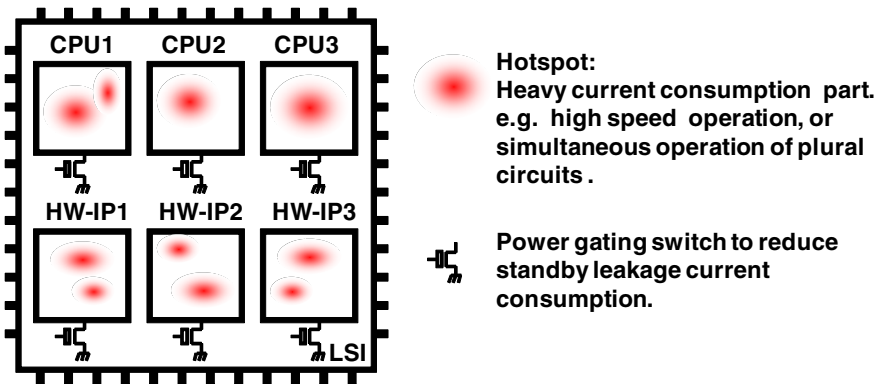 CPU1 CPU2 CPU3
HW-IP1 HW-IP2 HW-IP3
LSI
Hotspot:
Heavy current consumption part.
e.g. high speed operation, or
simultaneous operation of plural
circuits .
Power gating switch to reduce
standby leakage current
consumption.